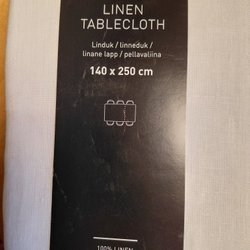 LINEN
TABLECLOTH
Linduk / linneduk /
linane lapp / pellavaliina
140 x 250 cm
100% LINEN